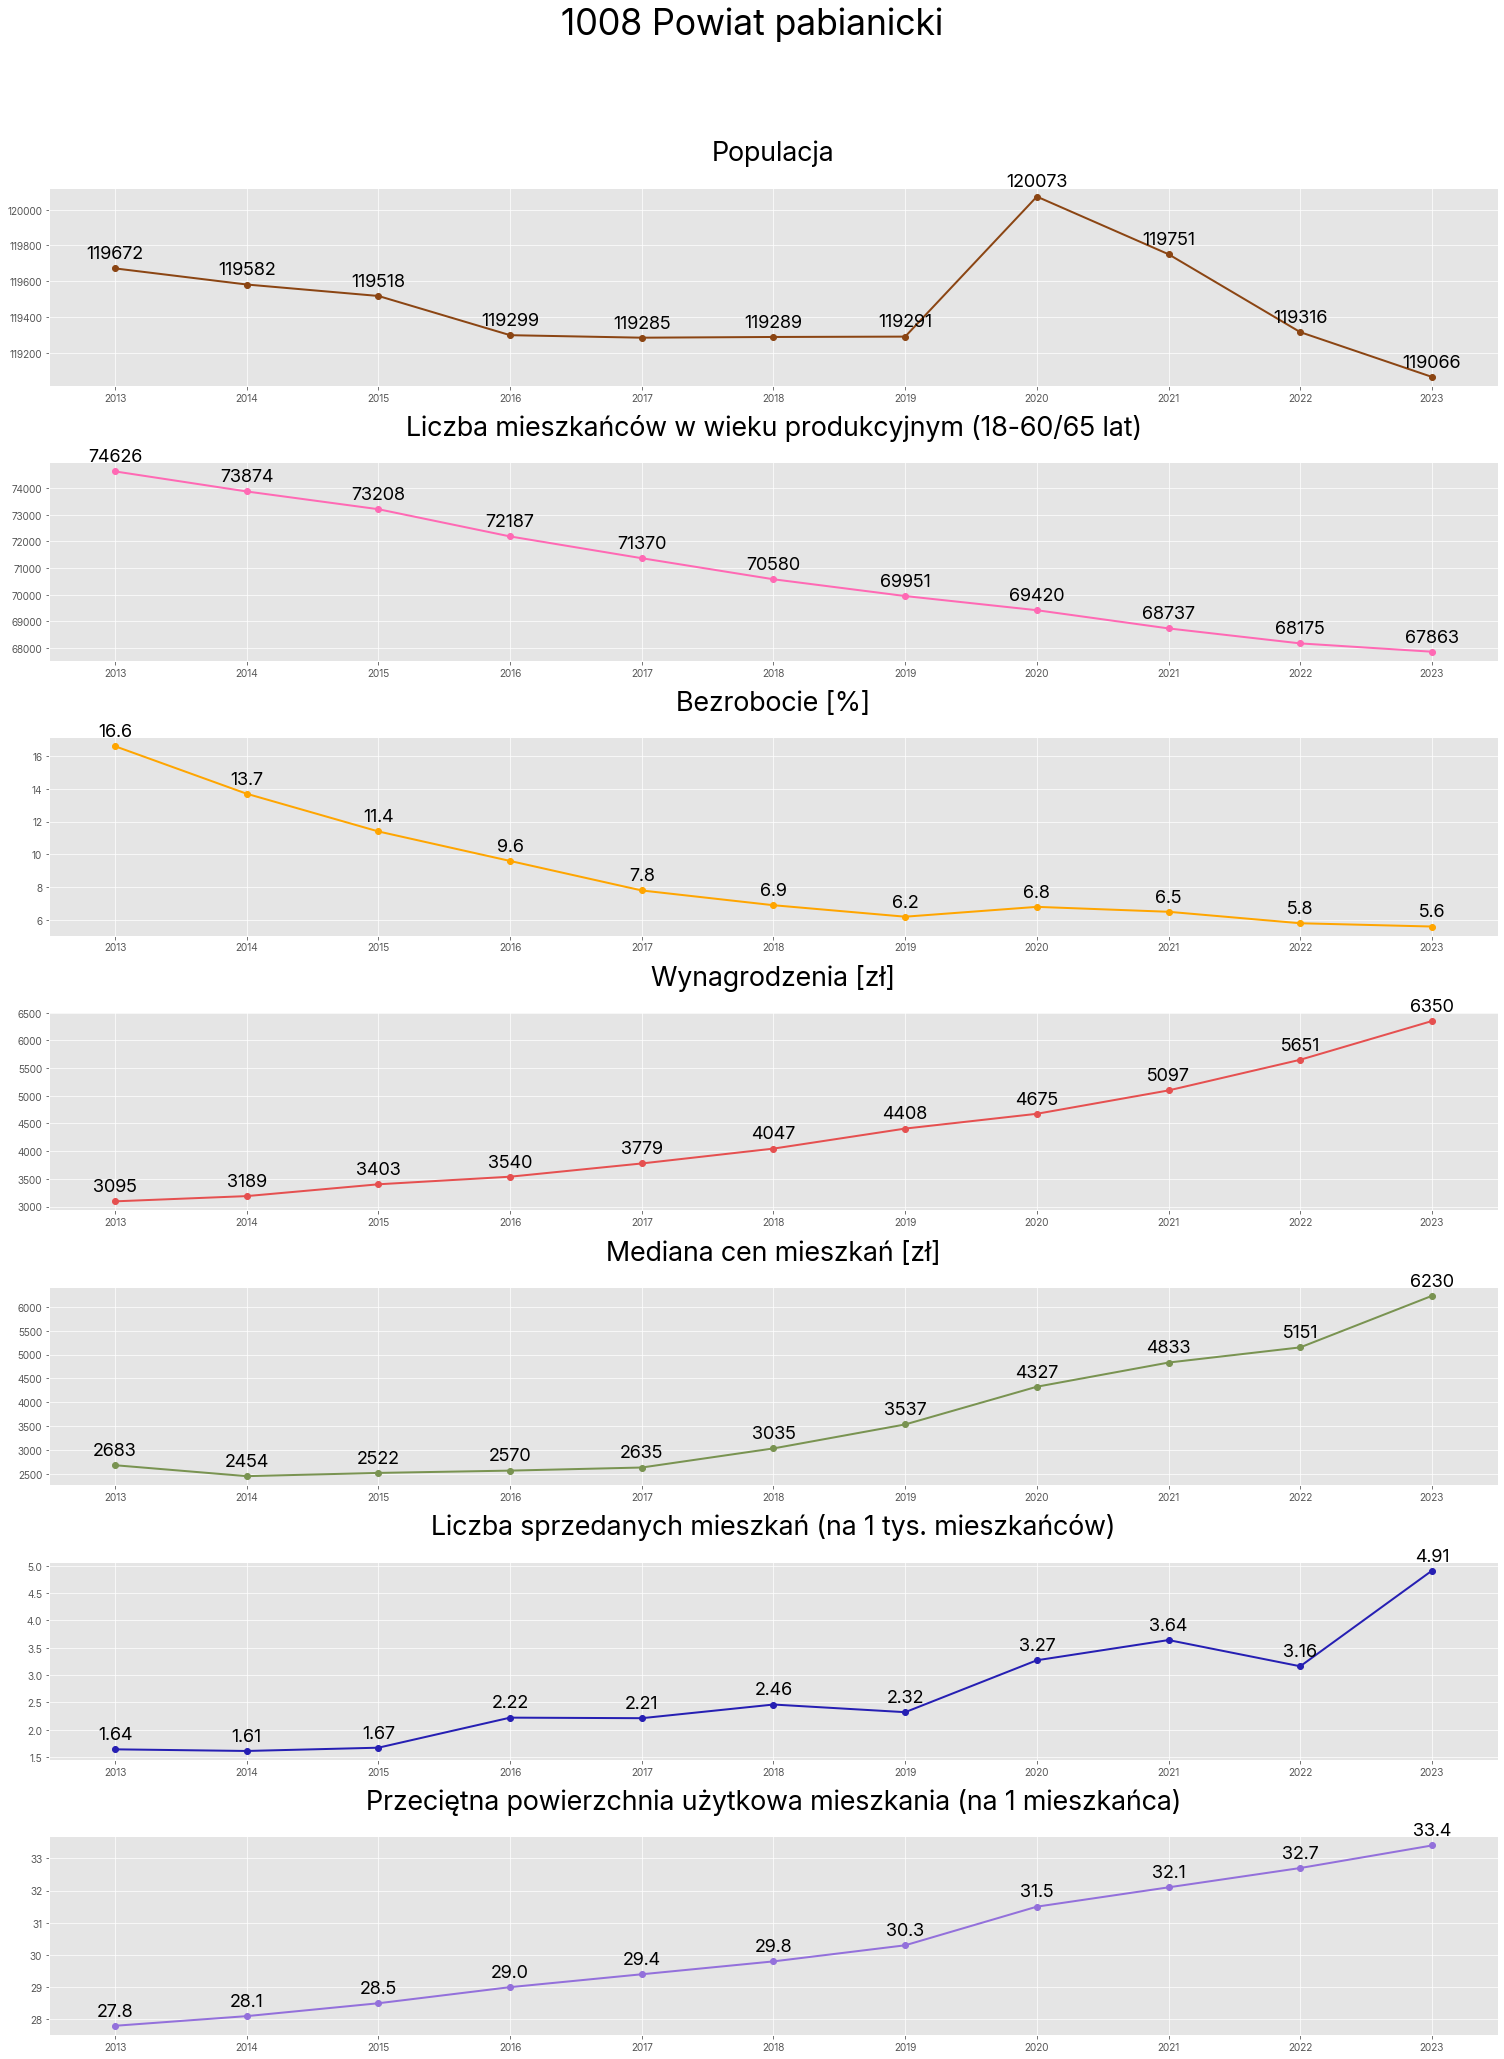 1008 Powiat pabianicki
Populacja
120000
119800
119600
119400
119200
119672 119582 119518 119299 119285 119289 119291 120073 119751 119316 119066
2013 2014 2015 2016 2017 2018 2019 2020 2021 2022 2023
Liczba mieszkańców w wieku produkcyjnym (18-60/65 lat)
74000
73000
72000
71000
70000
69000
68000
74626 73874 73208 72187 71370 70580 69951 69420 68737 68175 67863
2013 2014 2015 2016 2017 2018 2019 2020 2021 2022 2023
Bezrobocie [%]
16
14
12
10
8
6
16.6 13.7 11.4 9.6 7.8 6.9 6.2 6.8 6.5 5.8 5.6
2013 2014 2015 2016 2017 2018 2019 2020 2021 2022 2023
Wynagrodzenia [zł]
6500
6000
5500
5000
4500
4000
3500
3000
3095 3189 3403 3540 3779 4047 4408 4675 5097 5651 6350
2013 2014 2015 2016 2017 2018 2019 2020 2021 2022 2023
Mediana cen mieszkań [zł]
6000
5500
5000
4500
4000
3500
3000
2500
2683 2454 2522 2570 2635 3035 3537 4327 4833 5151 6230
2013 2014 2015 2016 2017 2018 2019 2020 2021 2022 2023
Liczba sprzedanych mieszkań (na 1 tys. mieszkańców)
5.0
4.5
4.0
3.5
3.0
2.5
2.0
1.5
1.64 1.61 1.67 2.22 2.21 2.46 2.32 3.27 3.64 3.16 4.91
2013 2014 2015 2016 2017 2018 2019 2020 2021 2022 2023
Przeciętna powierzchnia użytkowa mieszkania (na 1 mieszkańca)
33
32
31
30
29
28
27.8 28.1 28.5 29.0 29.4 29.8 30.3 31.5 32.1 32.7 33.4
2013 2014 2015 2016 2017 2018 2019 2020 2021 2022 2023